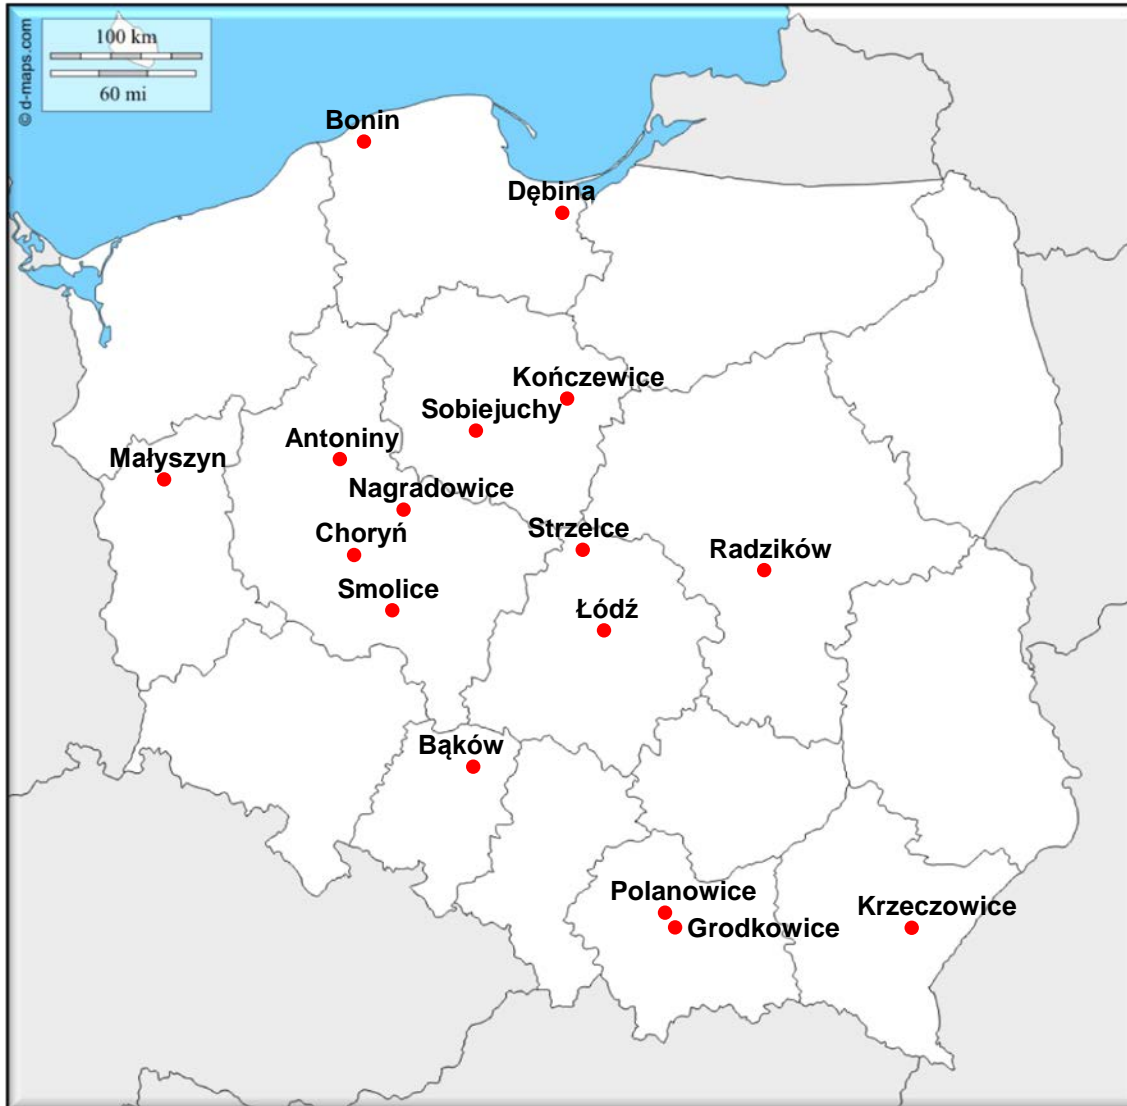 © d-maps.com
100 km
60 mi
Bonin
Dębina
Kończewice
Sobiejuchy
Antoniny
Małyszyn
Nagradowice
Strzelce
Choryń
Radzików
Smolice
Łódź
Bąków
Polanowice
Krzeczowice
Grodkowice